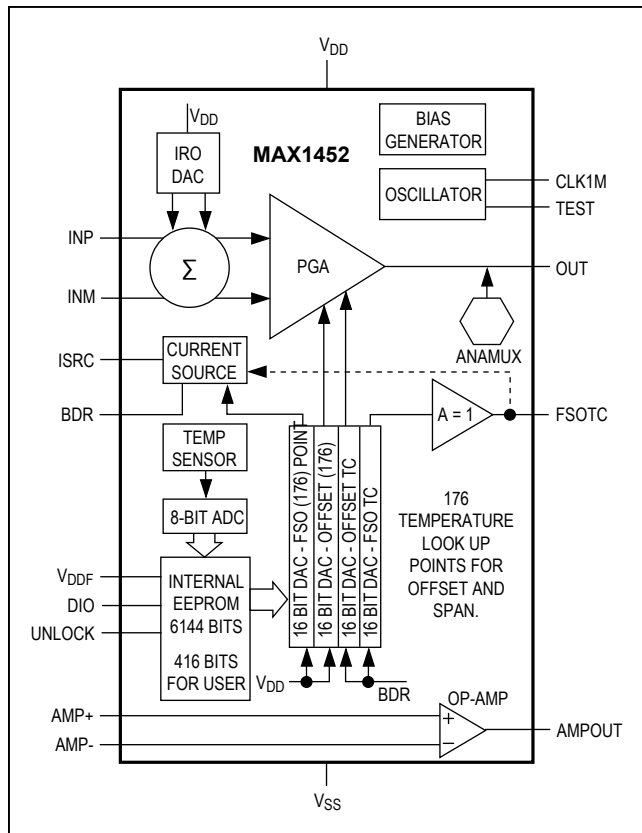 VDD
VDD
IRO
DAC
MAX1452
BIAS
GENERATOR
OSCILLATOR
CLK1M
TEST
INP
INM
Σ
PGA
OUT
ANAMUX
ISRC
BDR
CURRENT
SOURCE
A = 1
FSOTC
TEMP
SENSOR
8-BIT ADC
VDDF
DIO
UNLOCK
INTERNAL
EEPROM
6144 BITS
416 BITS
FOR USER
16 BIT DAC - FSO (176) POINT
16 BIT DAC - OFFSET (176)
16 BIT DAC - OFFSET TC
16 BIT DAC - FSO TC
176
TEMPERATURE
LOOK UP
POINTS FOR
OFFSET AND
SPAN.
VDD
BDR
OP-AMP
AMP+
AMP-
+
–
AMPOUT
VSS